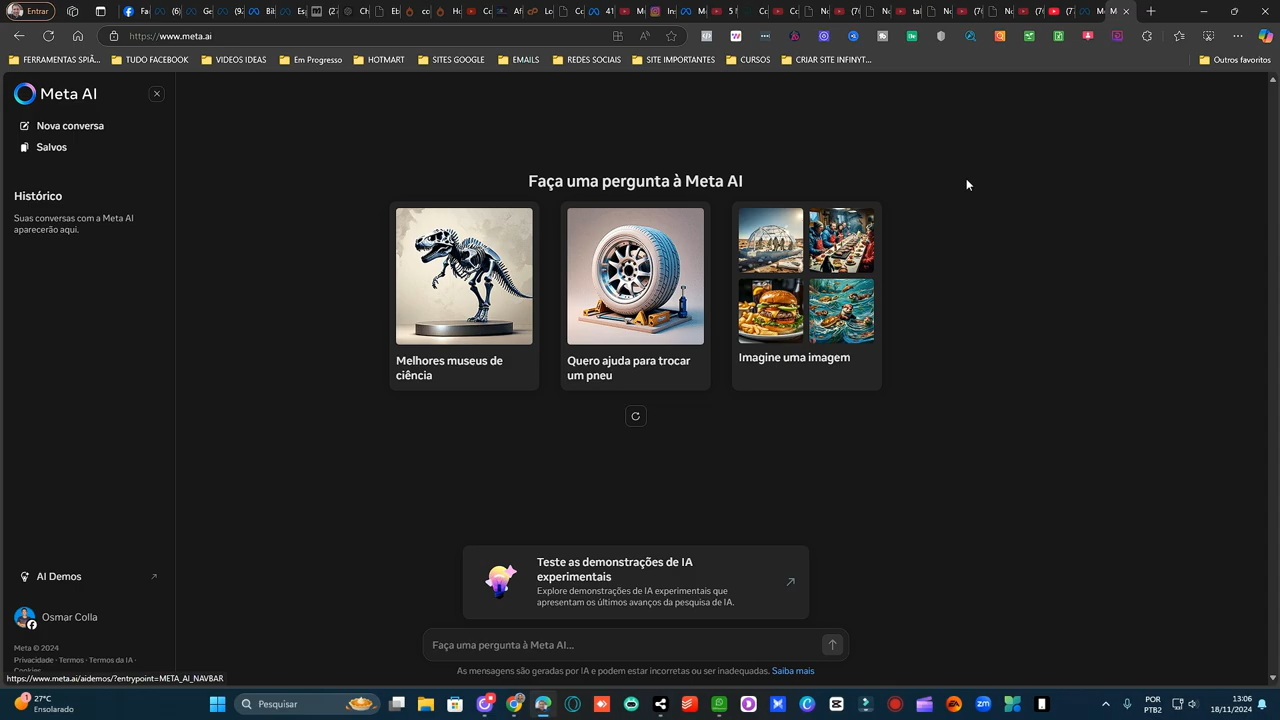 Entrar
https://www.meta.ai
FERRAMENTAS SPIÃ...
TUDO FACEBOOK
VIDEOS IDEAS
Em Progresso
HOTMART
SITES GOOGLE
EMAILS
REDES SOCIAIS
SITE IMPORTANTES
CURSOS
CRIAR SITE INFINYT...
Outros favoritos
Meta AI
Nova conversa
Salvos
Histórico
Suas conversas com a Meta AI
aparecerão aqui.
Faça uma pergunta à Meta AI
Melhores museus de
ciência
Quero ajuda para trocar
um pneu
Imagine uma imagem
Teste as demonstrações de IA
experimentais
Explore demonstrações de IA experimentais que
apresentam os últimos avanços da pesquisa de IA.
Faça uma pergunta à Meta AI...
As mensagens são geradas por IA e podem estar incorretas ou ser inadequadas. Saiba mais
AI Demos
Osmar Colla
Meta © 2024
Privacidade · Termos · Termos da IA ·
Cookies
https://www.meta.ai/aidemos/?entrypoint=META_AI_NAVBAR
27°C
Ensolarado
Pesquisar
POR
PTB2
13:06
18/11/2024